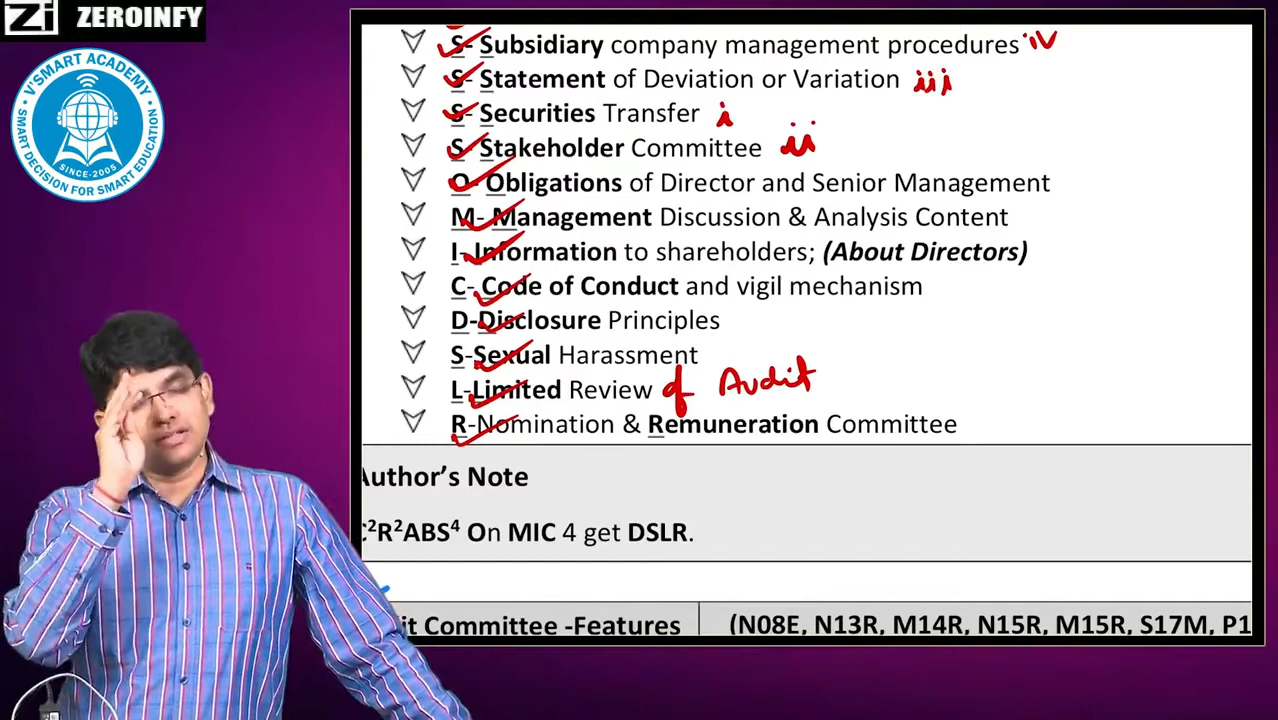 Zi ZEROINFY
V'SMART ACADEMY
SMART DECISION FOR SMART EDUCATION
SINCE-2005
S- Subsidiary company management procedures iv
S- Statement of Deviation or Variation iii
S- Securities Transfer i
S- Stakeholder Committee ii
O- Obligations of Director and Senior Management
M- Management Discussion & Analysis Content
I- Information to shareholders; (About Directors)
C- Code of Conduct and vigil mechanism
D-Disclosure Principles
S-Sexual Harassment
L-Limited Review of Audit
R-Nomination & Remuneration Committee
Author's Note
C²R²ABS⁴ On MIC 4 get DSLR.
it Committee -Features (N08E, N13R, M14R, N15R, M15R, S17M, P1